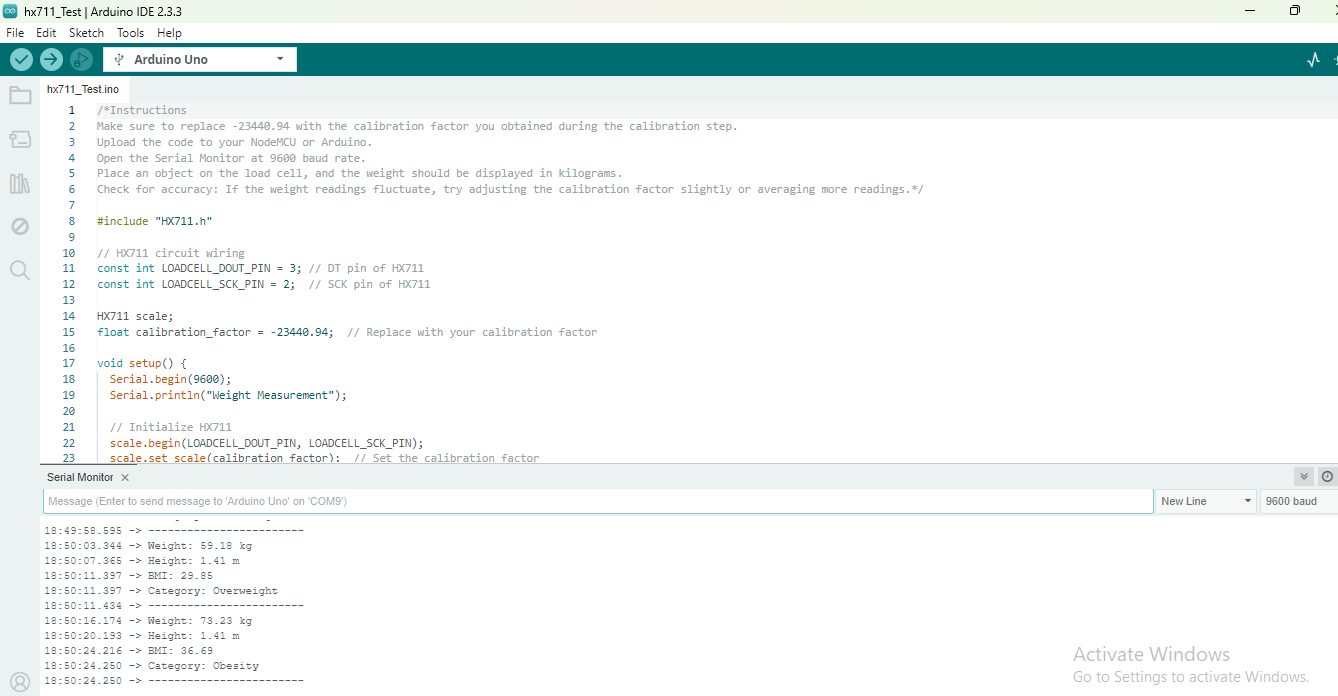 hx711_Test | Arduino IDE 2.3.3
File Edit Sketch Tools Help
Arduino Uno
hx711_Test.ino
1 /*Instructions
2 Make sure to replace -23440.94 with the calibration factor you obtained during the calibration step.
3 Upload the code to your NodeMCU or Arduino.
4 Open the Serial Monitor at 9600 baud rate.
5 Place an object on the load cell, and the weight should be displayed in kilograms.
6 Check for accuracy: If the weight readings fluctuate, try adjusting the calibration factor slightly or averaging more readings.*/
7
8 #include "HX711.h"
9
10 // HX711 circuit wiring
11 const int LOADCELL_DOUT_PIN = 3; // DT pin of HX711
12 const int LOADCELL_SCK_PIN = 2; // SCK pin of HX711
13
14 HX711 scale;
15 float calibration_factor = -23440.94; // Replace with your calibration factor
16
17 void setup() {
18 Serial.begin(9600);
19 Serial.println("Weight Measurement");
20
21 // Initialize HX711
22 scale.begin(LOADCELL_DOUT_PIN, LOADCELL_SCK_PIN);
23 scale.set_scale(calibration_factor); // Set the calibration factor
Serial Monitor
Message (Enter to send message to 'Arduino Uno' on 'COM9')
New Line
9600 baud
18:49:58.595 -> ------------------------
18:50:03.344 -> Weight: 59.18 kg
18:50:07.365 -> Height: 1.41 m
18:50:11.397 -> BMI: 29.85
18:50:11.397 -> Category: Overweight
18:50:11.434 -> ------------------------
18:50:16.174 -> Weight: 73.23 kg
18:50:20.193 -> Height: 1.41 m
18:50:24.216 -> BMI: 36.69
18:50:24.250 -> Category: Obesity
18:50:24.250 -> ------------------------
Activate Windows
Go to Settings to activate Windows.